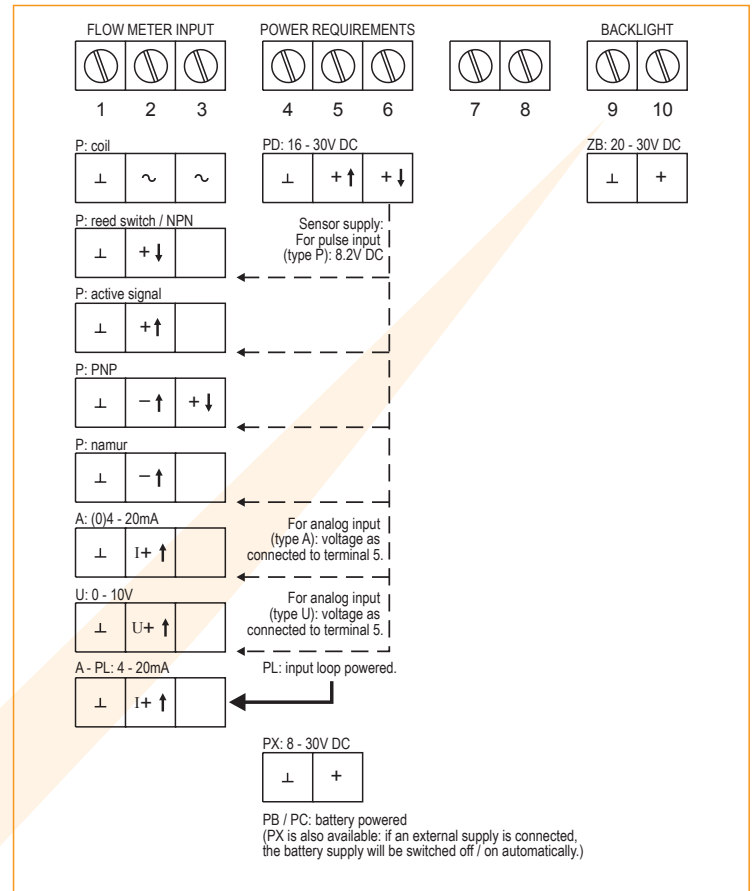 FLOW METER INPUT POWER REQUIREMENTS BACKLIGHT
1 2 3 4 5 6 7 8 9 10
P: coil PD: 16 - 30V DC ZB: 20 - 30V DC
⊥ ~ ~ ⊥ +↑ +↓ ⊥ +
P: reed switch / NPN
⊥ +↓
Sensor supply:
For pulse input
(type P): 8.2V DC
P: active signal
⊥ +↑
P: PNP
⊥ −↑ +↓
P: namur
⊥ −↑
A: (0)4 - 20mA
⊥ I+ ↑
For analog input
(type A): voltage as
connected to terminal 5.
U: 0 - 10V
⊥ U+ ↑
For analog input
(type U): voltage as
connected to terminal 5.
A - PL: 4 - 20mA PL: input loop powered.
⊥ I+ ↑
PX: 8 - 30V DC
⊥ +
PB / PC: battery powered
(PX is also available: if an external supply is connected,
the battery supply will be switched off / on automatically.)